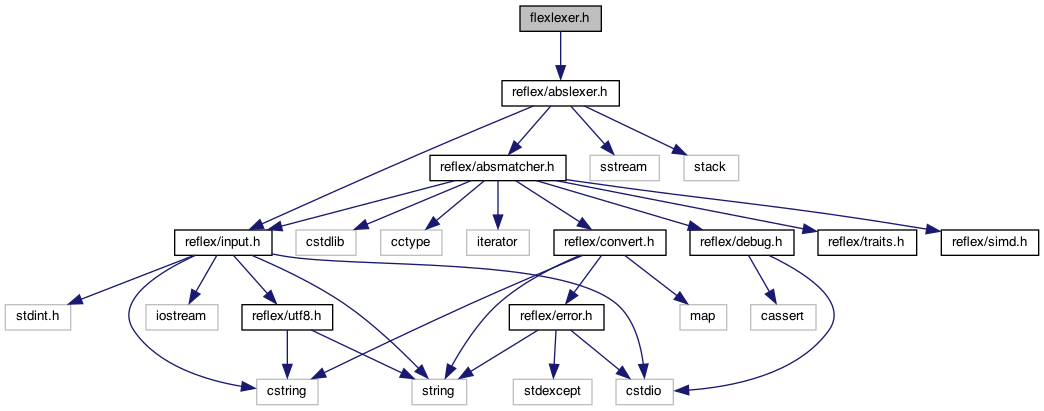 flexlexer.h
reflex/abslexer.h
reflex/absmatcher.h
sstream
stack
reflex/input.h
cstdlib
cctype
iterator
reflex/convert.h
reflex/debug.h
reflex/traits.h
reflex/simd.h
stdint.h
iostream
reflex/utf8.h
reflex/error.h
map
cassert
cstring
string
stdexcept
cstdio